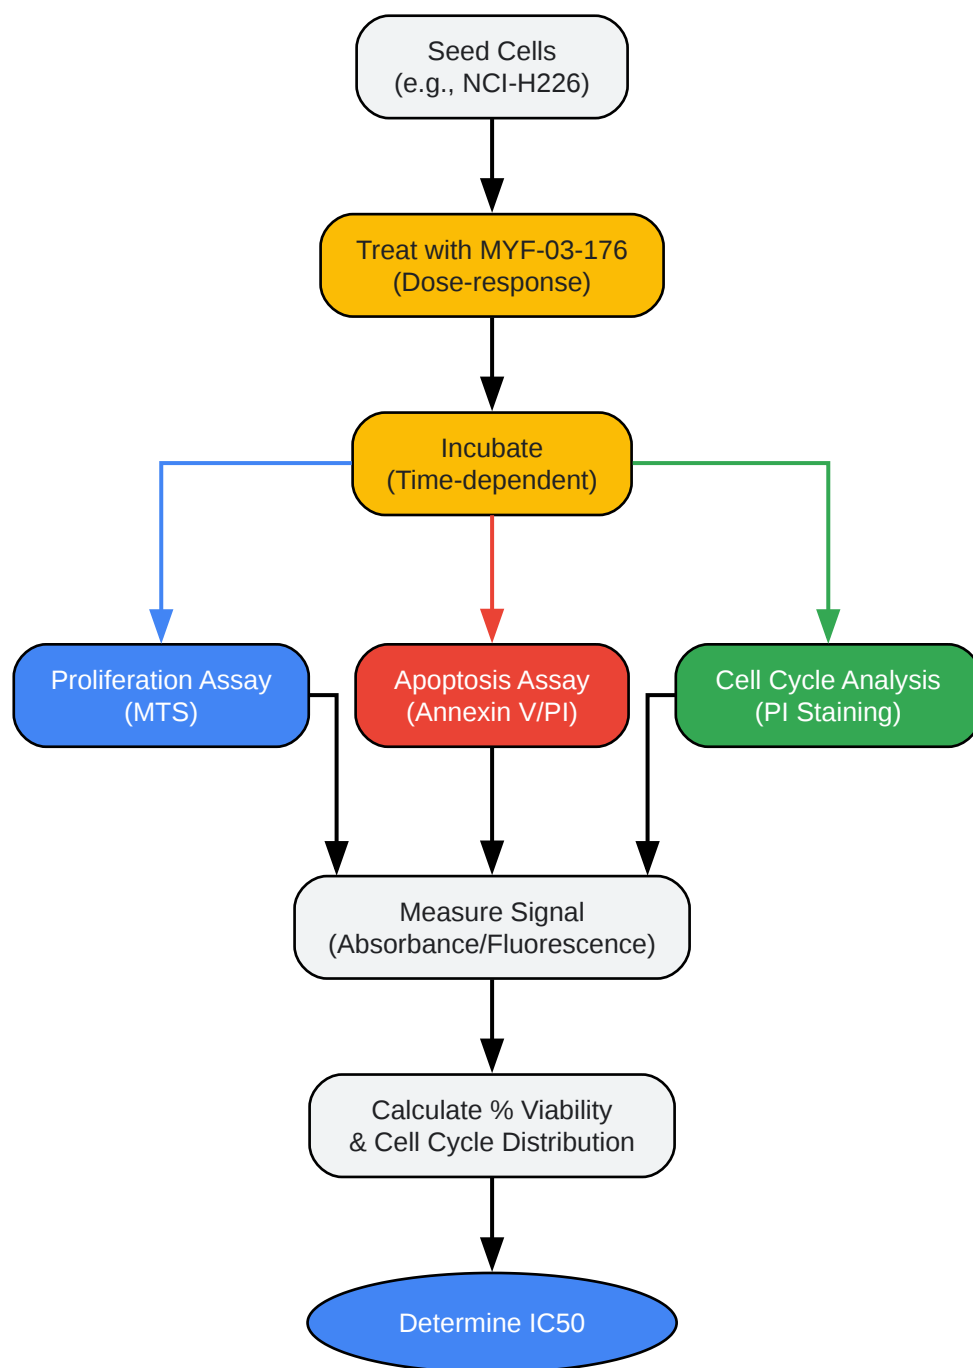 Seed Cells
(e.g., NCI-H226)
Treat with MYF-03-176
(Dose-response)
Incubate
(Time-dependent)
Proliferation Assay
(MTS)
Apoptosis Assay
(Annexin V/PI)
Cell Cycle Analysis
(PI Staining)
Measure Signal
(Absorbance/Fluorescence)
Calculate % Viability
& Cell Cycle Distribution
Determine IC50